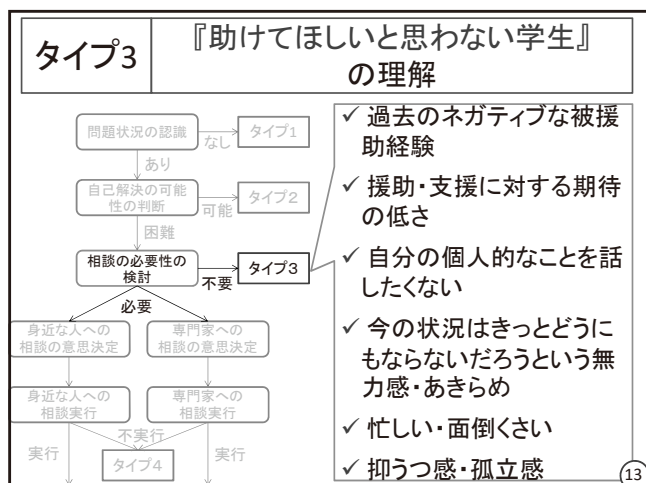 タイプ3
『助けてほしいと思わない学生』
の理解
問題状況の認識
なし
タイプ1
あり
自己解決の可能
性の判断
可能
タイプ2
困難
相談の必要性の
検討
不要
タイプ3
必要
身近な人への
相談の意思決定
専門家への
相談の意思決定
身近な人への
相談実行
専門家への
相談実行
不実行
実行
タイプ4
実行
✓ 過去のネガティブな被援
助経験
✓ 援助・支援に対する期待
の低さ
✓ 自分の個人的なことを話
したくない
✓ 今の状況はきっとどうに
もならないだろうという無
力感・あきらめ
✓ 忙しい・面倒くさい
✓ 抑うつ感・孤立感
13